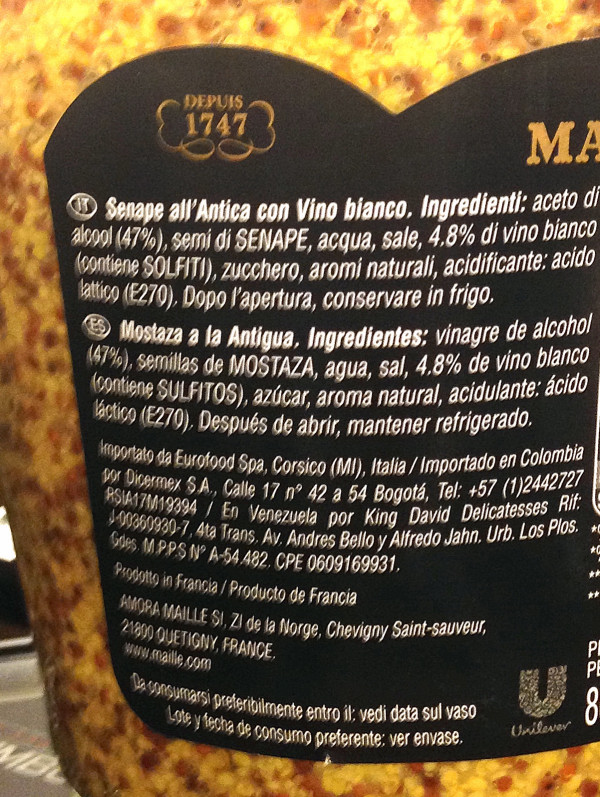 DEPUIS
1747
MA
IT Senape all'Antica con Vino bianco. Ingredienti: aceto di
alcool (47%), semi di SENAPE, acqua, sale, 4.8% di vino bianco
(contiene SOLFITI), zucchero, aromi naturali, acidificante: acido
lattico (E270). Dopo l'apertura, conservare in frigo.
ES Mostaza a la Antigua. Ingredientes: vinagre de alcohol
(47%), semillas de MOSTAZA, agua, sal, 4.8% de vino blanco
(contiene SULFITOS), azúcar, aroma natural, acidulante: ácido
láctico (E270). Después de abrir, mantener refrigerado.
Importato da Eurofood Spa, Corsico (MI), Italia / Importado en Colombia
por Dicermex S.A., Calle 17 nº 42 a 54 Bogotá, Tel: +57 (1)2442727
RSIA17M19394 / En Venezuela por King David Delicatesses Rif:
J-00360930-7, 4ta Trans. Av. Andres Bello y Alfredo Jahn. Urb. Los Plos.
Gdes. M.P.P.S Nº A-54.482. CPE 0609169931.
Prodotto in Francia / Producto de Francia
AMORA MAILLE SI, ZI de la Norge, Chevigny Saint-sauveur,
21800 QUETIGNY, FRANCE.
www.maille.com
Da consumarsi preferibilmente entro il: vedi data sul vaso
Lote y fecha de consumo preferente: ver envase.
Unilever
8